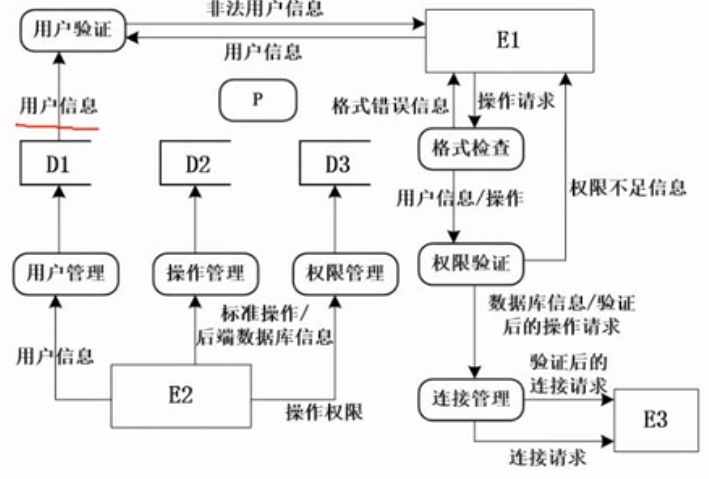 非法用户信息
用户验证
E1
用户信息
P
格式错误信息
操作请求
用户信息
D1
D2
D3
格式检查
用户信息/操作
权限不足信息
用户管理
操作管理
权限管理
权限验证
标准操作/
后端数据库信息
数据库信息/验证
后的操作请求
用户信息
E2
操作权限
验证后的
连接请求
连接管理
E3
连接请求